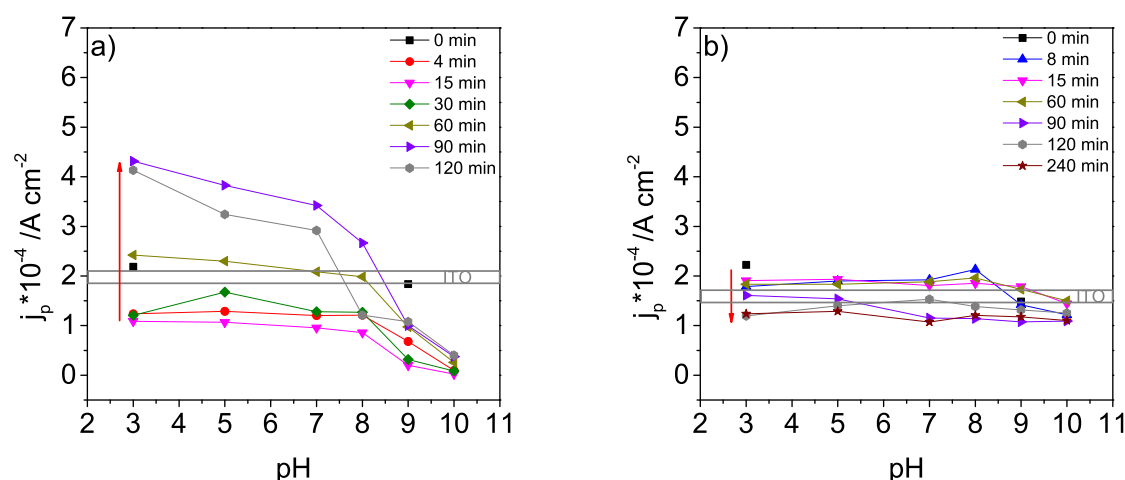 a)
0 min
4 min
15 min
30 min
60 min
90 min
120 min
ITO
7
6
5
4
3
2
1
0
2 3 4 5 6 7 8 9 10 11
pH
j_p*10^-4 /A cm^-2
b)
0 min
8 min
15 min
60 min
90 min
120 min
240 min
ITO
7
6
5
4
3
2
1
0
2 3 4 5 6 7 8 9 10 11
pH
j_p*10^-4 /A cm^-2